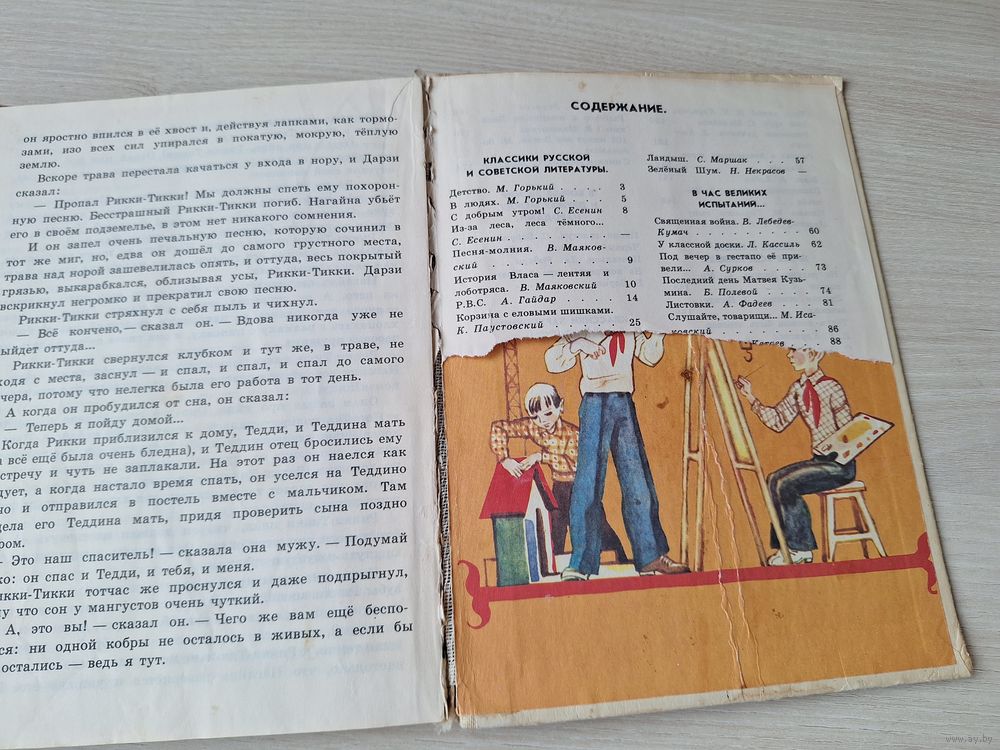 он яростно впился в её хвост и, действуя лапками, как тормо-
зами, изо всех сил упирался в покатую, мокрую, тёплую
землю.
Вскоре трава перестала качаться у входа в нору, и Дарзи
сказал:
— Пропал Рикки-Тикки! Мы должны спеть ему похорон-
ную песню. Бесстрашный Рикки-Тикки погиб. Нагайна убьёт
его в своём подземелье, в этом нет никакого сомнения.
И он запел очень печальную песню, которую сочинил в
тот же миг, но, едва он дошёл до самого грустного места,
трава над норой зашевелилась опять, и оттуда, весь покрытый
грязью, выкарабкался, облизывая усы, Рикки-Тикки. Дарзи
вскрикнул негромко и прекратил свою песню.
Рикки-Тикки стряхнул с себя пыль и чихнул.
— Всё кончено, — сказал он. — Вдова никогда уже не
выйдет оттуда...
Рикки-Тикки свернулся клубком и тут же, в траве, не
ходя с места, заснул — и спал, и спал, и спал до самого
чера, потому что нелегка была его работа в тот день.
А когда он пробудился от сна, он сказал:
— Теперь я пойду домой...
Когда Рикки приблизился к дому, Тедди, и Теддина мать
а всё ещё была очень бледна), и Теддин отец бросились ему
стречу и чуть не заплакали. На этот раз он наелся как
дует, а когда настало время спать, он уселся на Теддино
но и отправился в постель вместе с мальчиком. Там
дела его Теддина мать, придя проверить сына поздно
ром.
— Это наш спаситель! — сказала она мужу. — Подумай
ко: он спас и Тедди, и тебя, и меня.
икки-Тикки тотчас же проснулся и даже подпрыгнул,
у что сон у мангустов очень чуткий.
А, это вы! — сказал он. — Чего же вам ещё беспо-
ся: ни одной кобры не осталось в живых, а если бы
остались — ведь я тут.
СОДЕРЖАНИЕ.
КЛАССИКИ РУССКОЙ
И СОВЕТСКОЙ ЛИТЕРАТУРЫ.
Детство. М. Горький . . . . . 3
В людях. М. Горький . . . . . 5
С добрым утром! С. Есенин . . 8
Из-за леса, леса тёмного...
С. Есенин . . . . . . . . . . —
Песня-молния. В. Маяков-
ский . . . . . . . . . . . . 9
История Власа — лентяя и
лоботряса. В. Маяковский . . 10
Р.В.С. А. Гайдар . . . . . . 14
Корзина с еловыми шишками.
К. Паустовский . . . . . . . 25
Ландыш. С. Маршак . . . . 57
Зелёный Шум. Н. Некрасов —
В ЧАС ВЕЛИКИХ
ИСПЫТАНИЙ...
Священная война. В. Лебедев-
Кумач . . . . . . . . . . . 60
У классной доски. Л. Кассиль 62
Под вечер в гестапо её при-
вели... А. Сурков . . . . . 73
Последний день Матвея Кузь-
мина. Б. Полевой . . . . . 74
Листовки. А. Фадеев . . . . 81
Слушайте, товарищи... М. Иса-
ковский . . . . . . . . . . 86
Катаев . . 88
www.ay.by